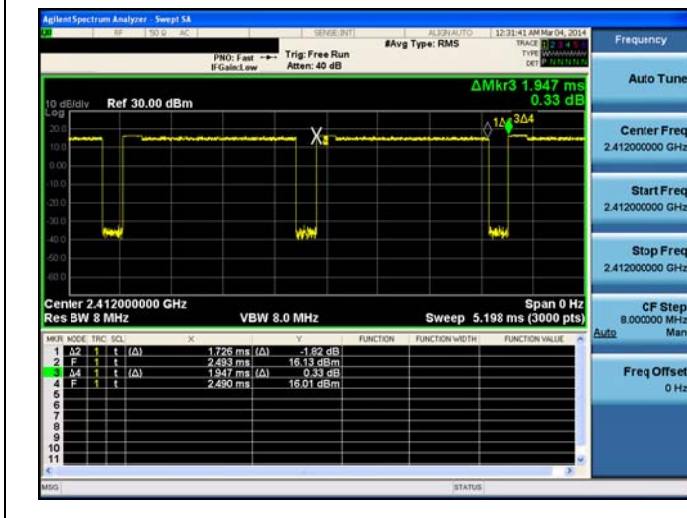 Agilent Spectrum Analyzer - Swept SA
RF 50 Ω AC SENSE:INT ALIGN AUTO 12:31:41 AM Mar 04, 2014
#Avg Type: RMS TRACE 1 2 3 4 5 6
PNO: Fast Trig: Free Run TYPE
IFGain:Low Atten: 40 dB DET P N N N N N
ΔMkr3 1.947 ms
0.33 dB
10 dB/div Ref 30.00 dBm
Log
20.0
10.0
0.00
-10.0
-20.0
-30.0
-40.0
-50.0
-60.0
X
3Δ4
Center 2.412000000 GHz Span 0 Hz
Res BW 8 MHz VBW 8.0 MHz Sweep 5.198 ms (3000 pts)
MKR MODE TRC SCL X Y FUNCTION FUNCTION WIDTH FUNCTION VALUE
1 Δ2 1 t (Δ) 1.726 ms (Δ) -1.82 dB
2 F 1 t 2.493 ms 16.13 dBm
3 Δ4 1 t (Δ) 1.947 ms (Δ) 0.33 dB
4 F 1 t 2.490 ms 16.01 dBm
5
6
7
8
9
10
11
MSG STATUS
Frequency
Auto Tune
Center Freq
2.412000000 GHz
Start Freq
2.412000000 GHz
Stop Freq
2.412000000 GHz
CF Step
8.000000 MHz
Auto Man
Freq Offset
0 Hz